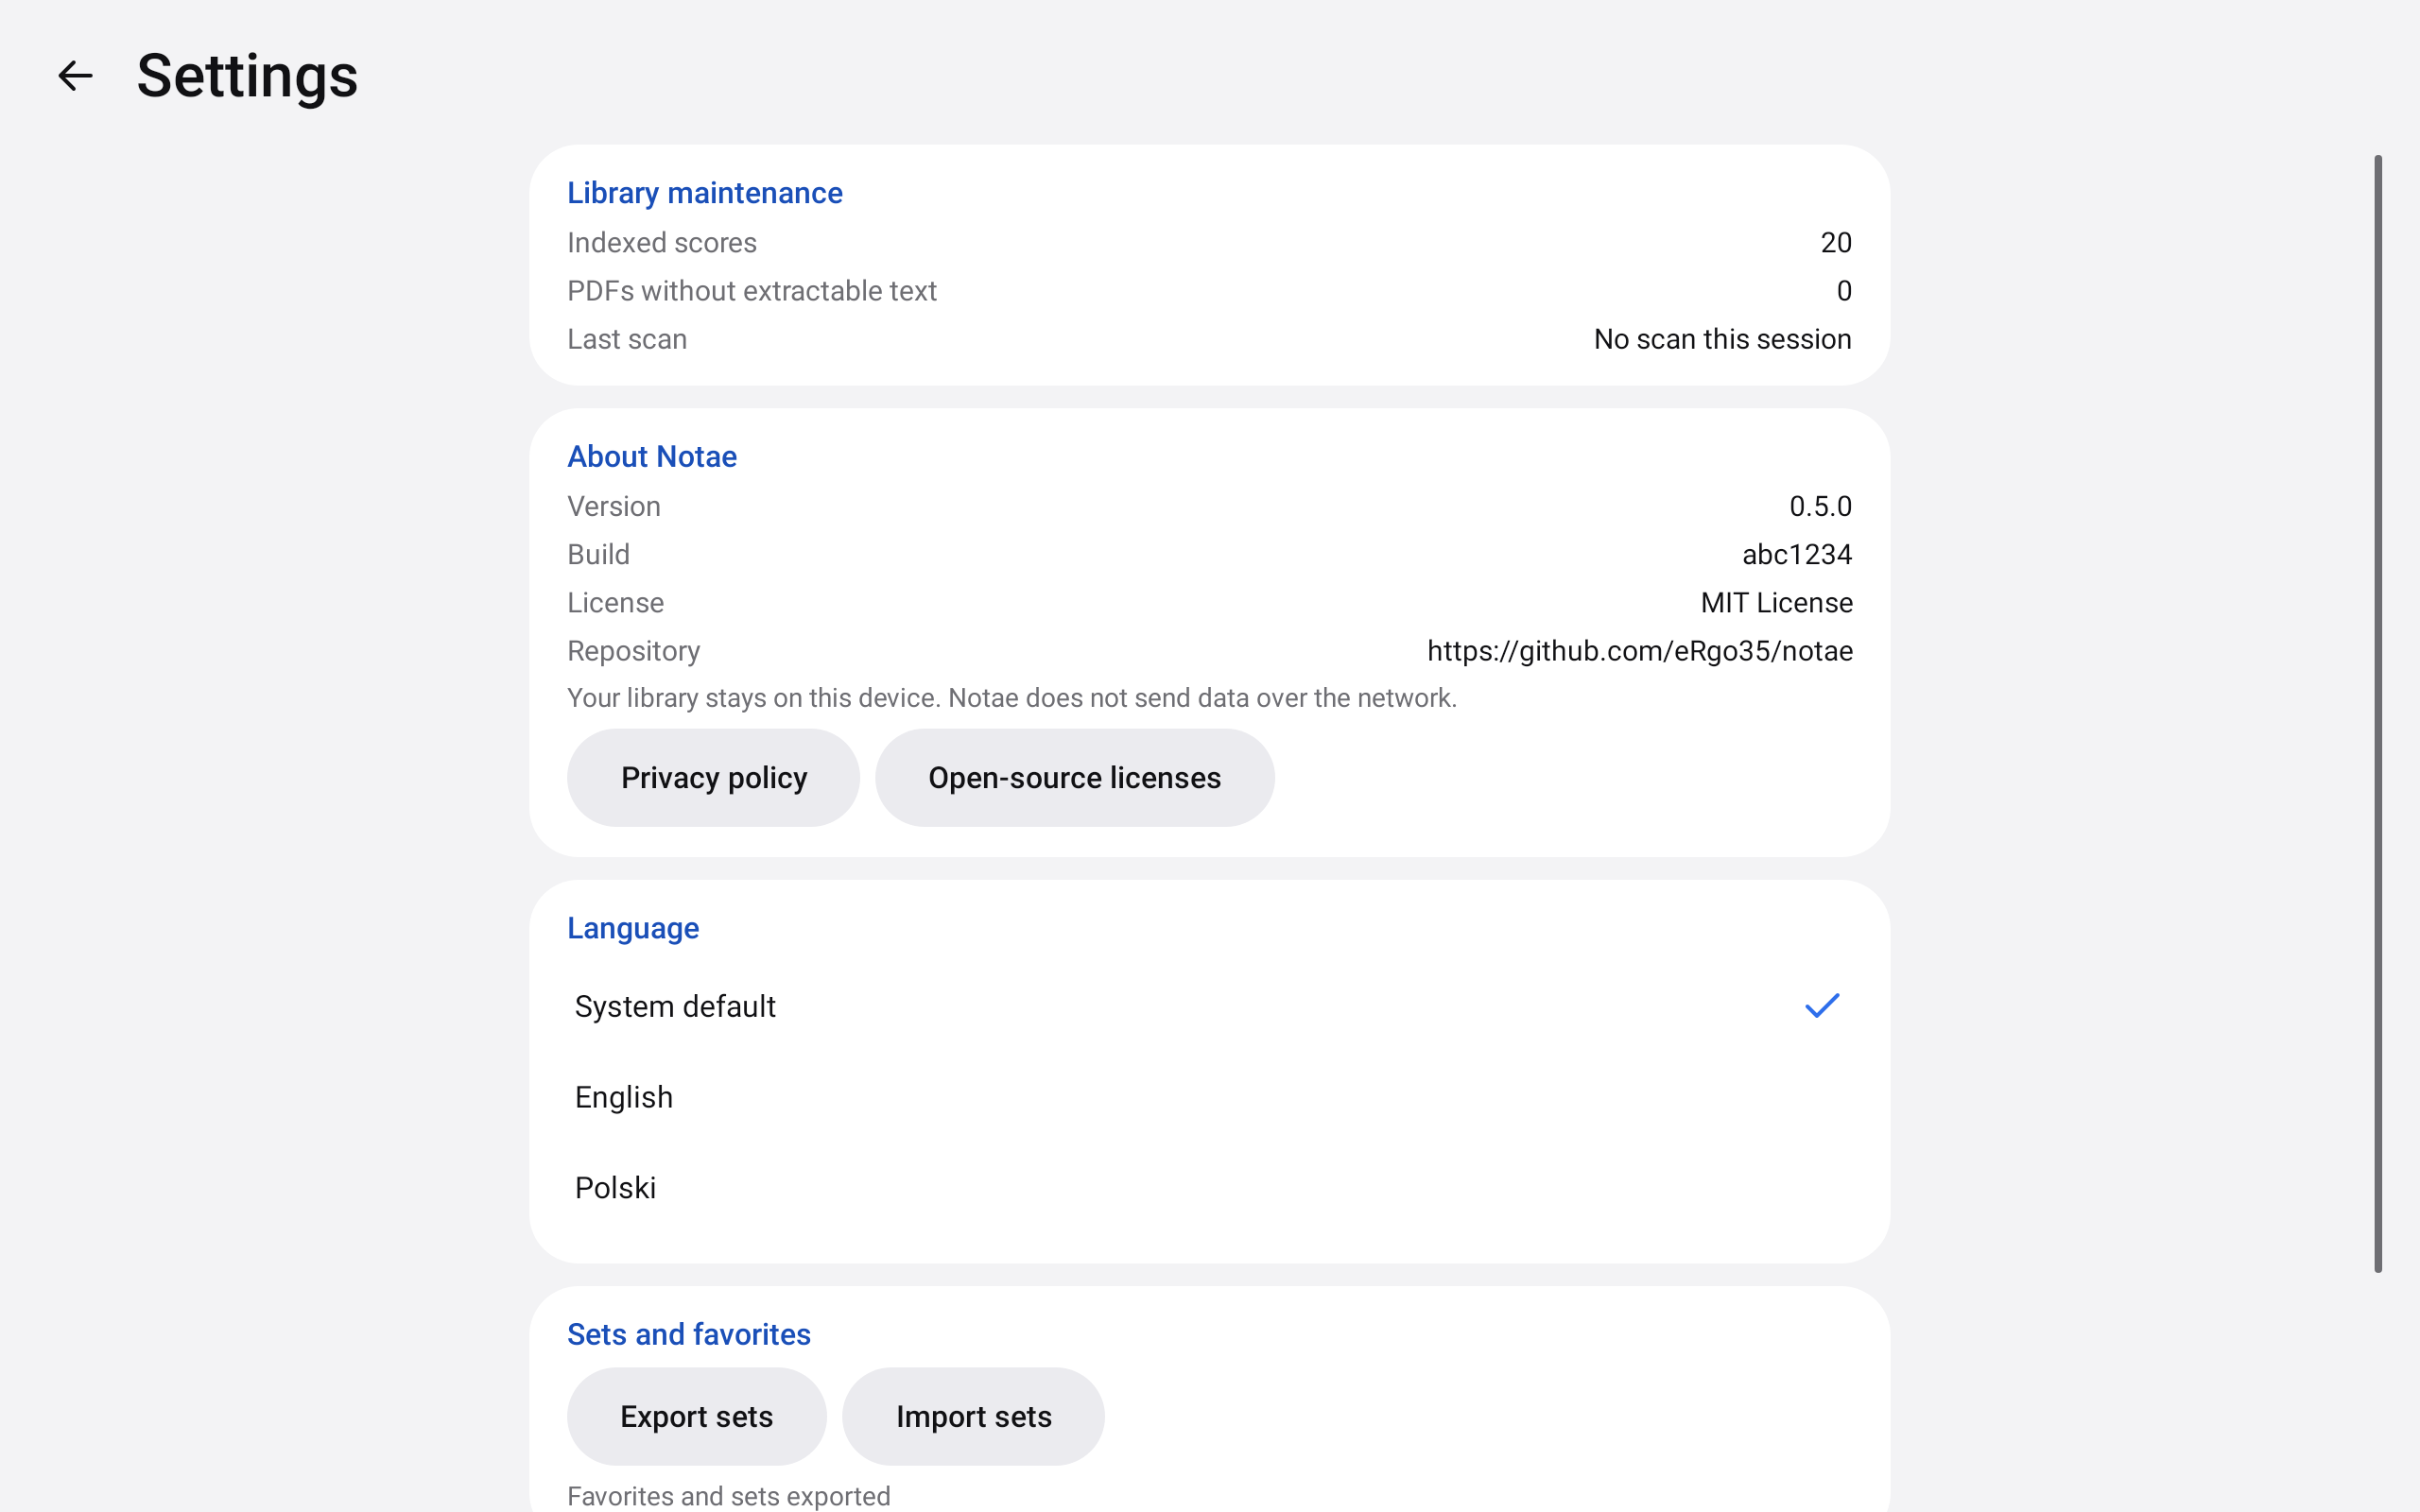 Settings
Library maintenance
Indexed scores 20
PDFs without extractable text 0
Last scan No scan this session
About Notae
Version 0.5.0
Build abc1234
License MIT License
Repository https://github.com/eRgo35/notae
Your library stays on this device. Notae does not send data over the network.
Privacy policy Open-source licenses
Language
System default
English
Polski
Sets and favorites
Export sets Import sets
Favorites and sets exported